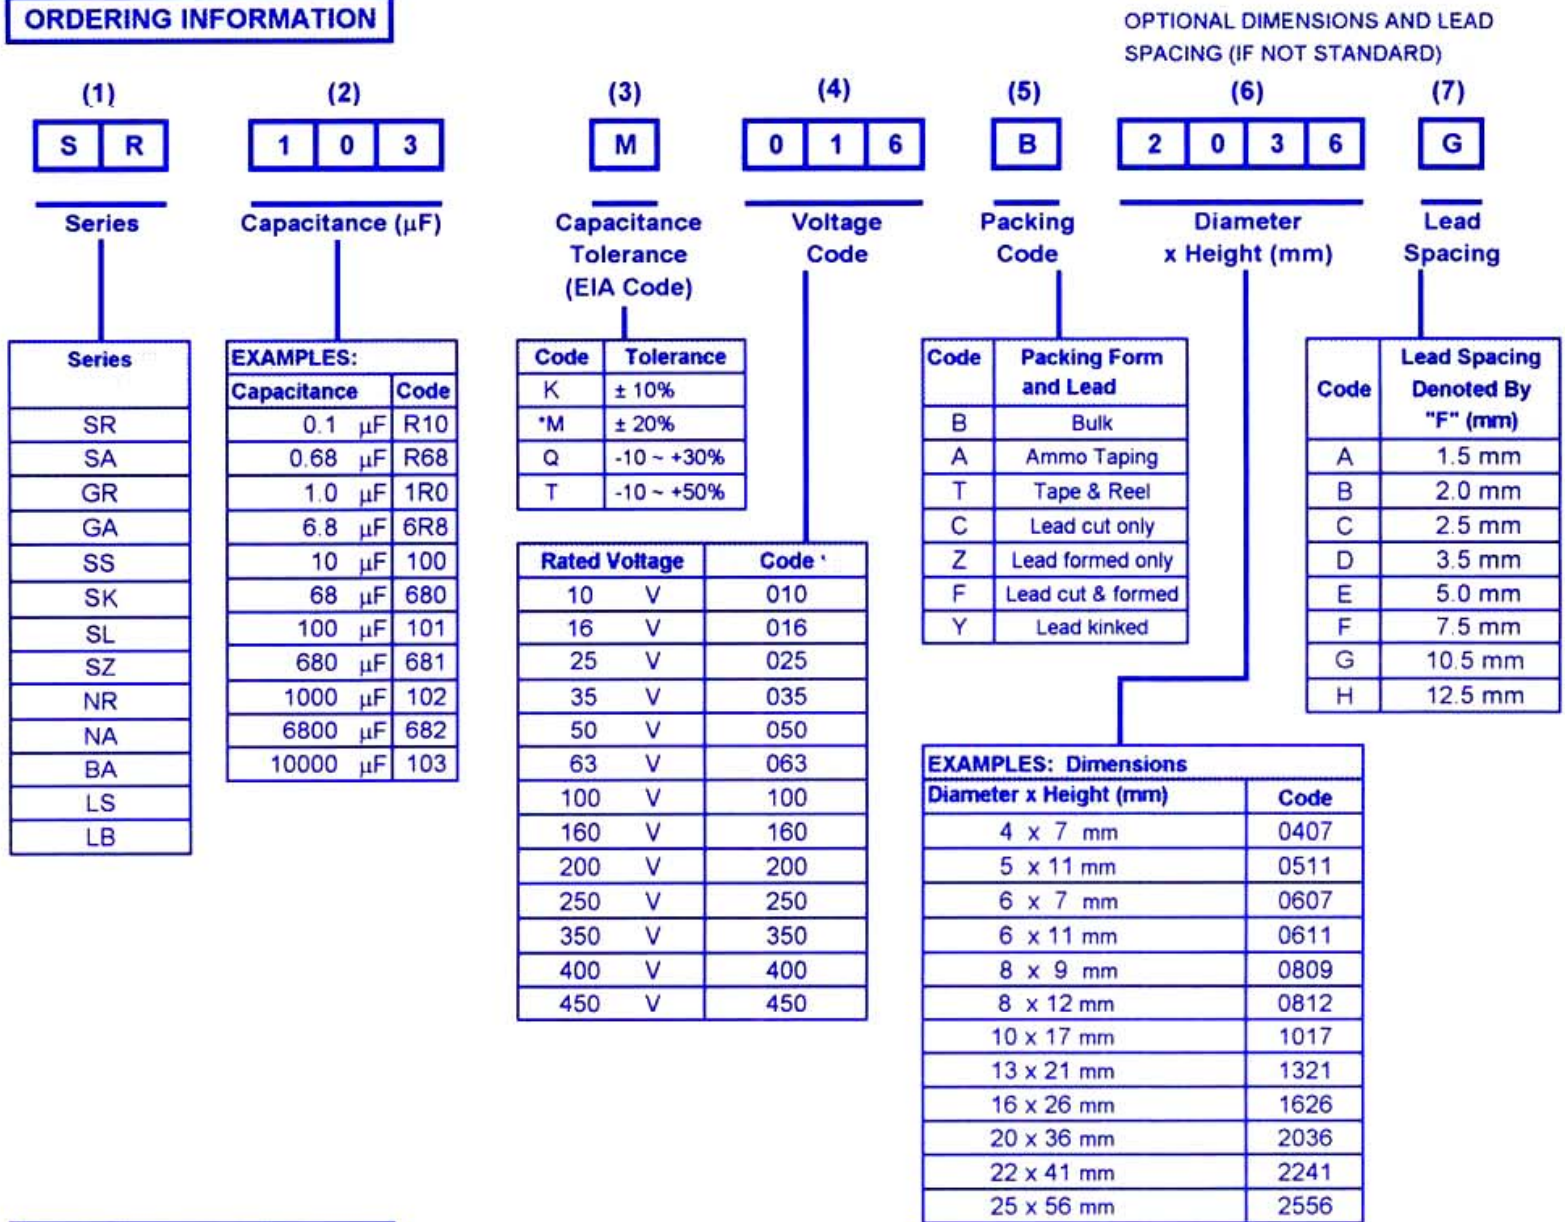 ORDERING INFORMATION
OPTIONAL DIMENSIONS AND LEAD
SPACING (IF NOT STANDARD)
(1) (2) (3) (4) (5) (6) (7)
S R 1 0 3 M 0 1 6 B 2 0 3 6 G
Series
Capacitance (µF)
Capacitance
Tolerance
(EIA Code)
Voltage
Code
Packing
Code
Diameter
x Height (mm)
Lead
Spacing
Series
SR
SA
GR
GA
SS
SK
SL
SZ
NR
NA
BA
LS
LB
EXAMPLES:
Capacitance Code
0.1 µF R10
0.68 µF R68
1.0 µF 1R0
6.8 µF 6R8
10 µF 100
68 µF 680
100 µF 101
680 µF 681
1000 µF 102
6800 µF 682
10000 µF 103
Code Tolerance
K ± 10%
*M ± 20%
Q -10 ~ +30%
T -10 ~ +50%
Rated Voltage Code
10 V 010
16 V 016
25 V 025
35 V 035
50 V 050
63 V 063
100 V 100
160 V 160
200 V 200
250 V 250
350 V 350
400 V 400
450 V 450
Code Packing Form
and Lead
B Bulk
A Ammo Taping
T Tape & Reel
C Lead cut only
Z Lead formed only
F Lead cut & formed
Y Lead kinked
Lead Spacing
Code Denoted By
"F" (mm)
A 1.5 mm
B 2.0 mm
C 2.5 mm
D 3.5 mm
E 5.0 mm
F 7.5 mm
G 10.5 mm
H 12.5 mm
EXAMPLES: Dimensions
Diameter x Height (mm) Code
4 x 7 mm 0407
5 x 11 mm 0511
6 x 7 mm 0607
6 x 11 mm 0611
8 x 9 mm 0809
8 x 12 mm 0812
10 x 17 mm 1017
13 x 21 mm 1321
16 x 26 mm 1626
20 x 36 mm 2036
22 x 41 mm 2241
25 x 56 mm 2556